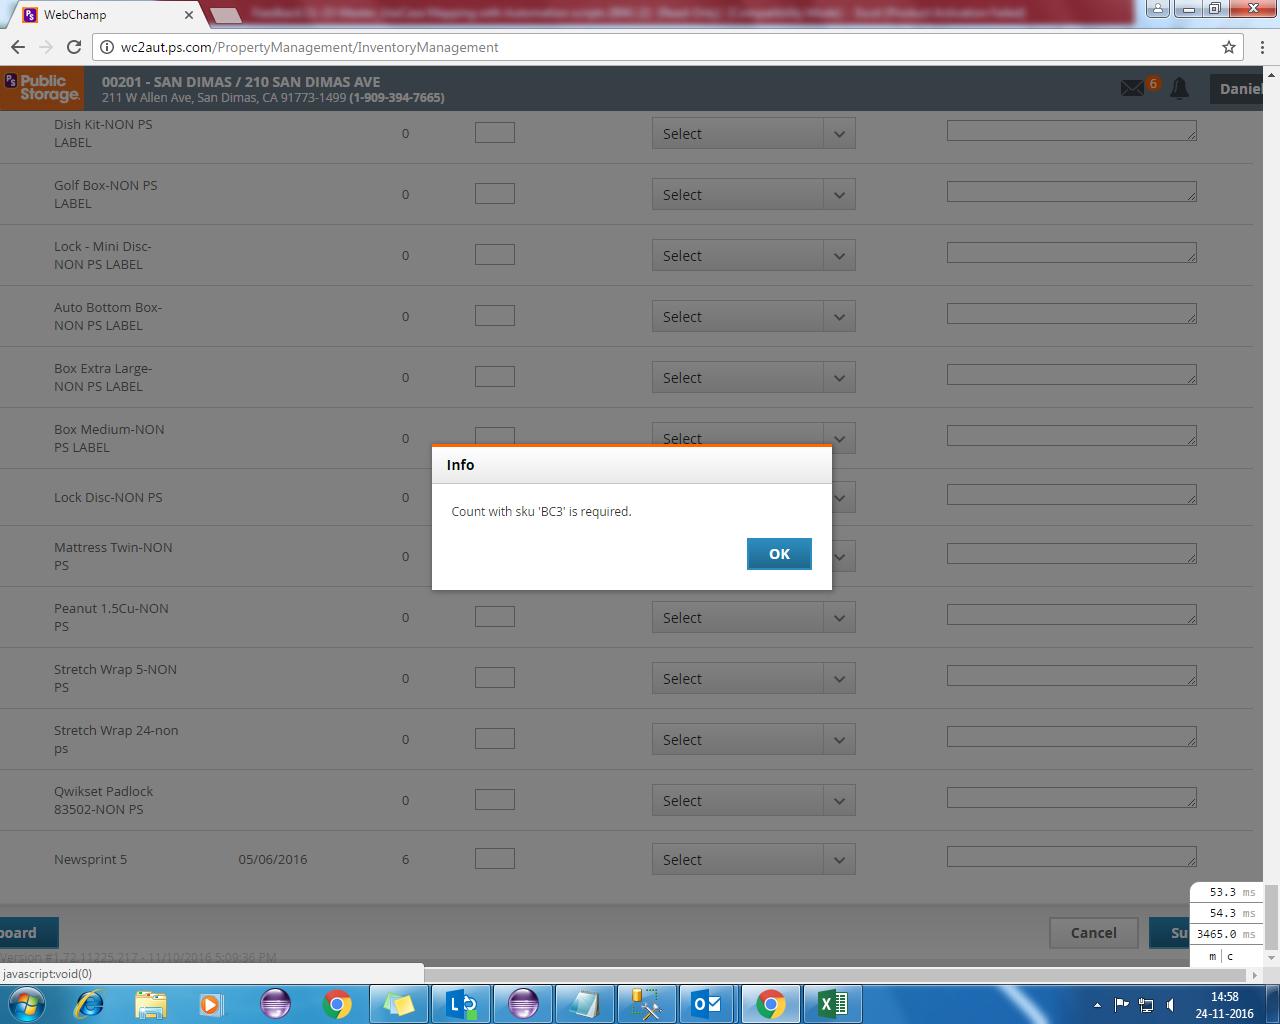 WebChamp
wc2aut.ps.com/PropertyManagement/InventoryManagement
PS Public Storage.
00201 - SAN DIMAS / 210 SAN DIMAS AVE
211 W Allen Ave, San Dimas, CA 91773-1499 (1-909-394-7665)
6
Daniel
Dish Kit-NON PS
LABEL
0
Select
Golf Box-NON PS
LABEL
0
Select
Lock - Mini Disc-
NON PS LABEL
0
Select
Auto Bottom Box-
NON PS LABEL
0
Select
Box Extra Large-
NON PS LABEL
0
Select
Box Medium-NON
PS LABEL
0
Select
Info
Count with sku 'BC3' is required.
OK
Lock Disc-NON PS
0
Mattress Twin-NON
PS
0
Peanut 1.5Cu-NON
PS
0
Select
Stretch Wrap 5-NON
PS
0
Select
Stretch Wrap 24-non
ps
0
Select
Qwikset Padlock
83502-NON PS
0
Select
Newsprint 5 05/06/2016 6 Select
53.3 ms
54.3 ms
3465.0 ms
m | c
board
Cancel
Su
Version #1.72.11225.217 - 11/10/2016 5:09:36 PM
javascript:void(0)
14:58
24-11-2016